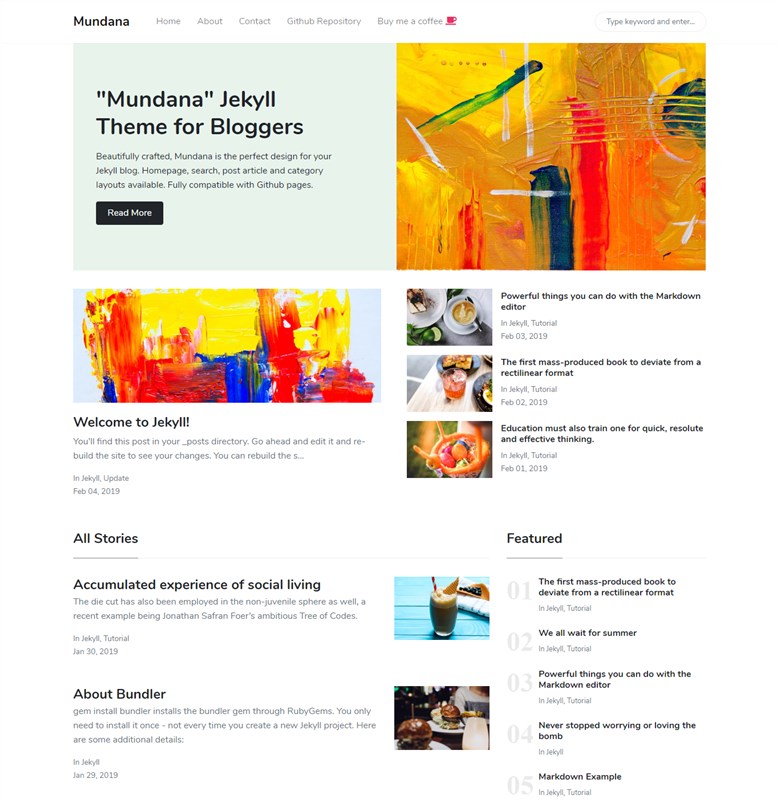 Mundana Home About Contact Github Repository Buy me a coffee Type keyword and enter...
"Mundana" Jekyll
Theme for Bloggers
Beautifully crafted, Mundana is the perfect design for your
Jekyll blog. Homepage, search, post article and category
layouts available. Fully compatible with Github pages.
Read More
Welcome to Jekyll!
You'll find this post in your _posts directory. Go ahead and edit it and re-
build the site to see your changes. You can rebuild the s...
In Jekyll, Update
Feb 04, 2019
Powerful things you can do with the Markdown
editor
In Jekyll, Tutorial
Feb 03, 2019
The first mass-produced book to deviate from a
rectilinear format
In Jekyll, Tutorial
Feb 02, 2019
Education must also train one for quick, resolute
and effective thinking.
In Jekyll, Tutorial
Feb 01, 2019
All Stories
Accumulated experience of social living
The die cut has also been employed in the non-juvenile sphere as well, a
recent example being Jonathan Safran Foer's ambitious Tree of Codes.
In Jekyll, Tutorial
Jan 30, 2019
About Bundler
gem install bundler installs the bundler gem through RubyGems. You only
need to install it once - not every time you create a new Jekyll project. Here
are some additional details:
In Jekyll
Jan 29, 2019
Featured
01 The first mass-produced book to
deviate from a rectilinear format
In Jekyll, Tutorial
02 We all wait for summer
In Jekyll, Tutorial
03 Powerful things you can do with the
Markdown editor
In Jekyll, Tutorial
04 Never stopped worrying or loving the
bomb
In Jekyll
05 Markdown Example
In Jekyll, Tutorial